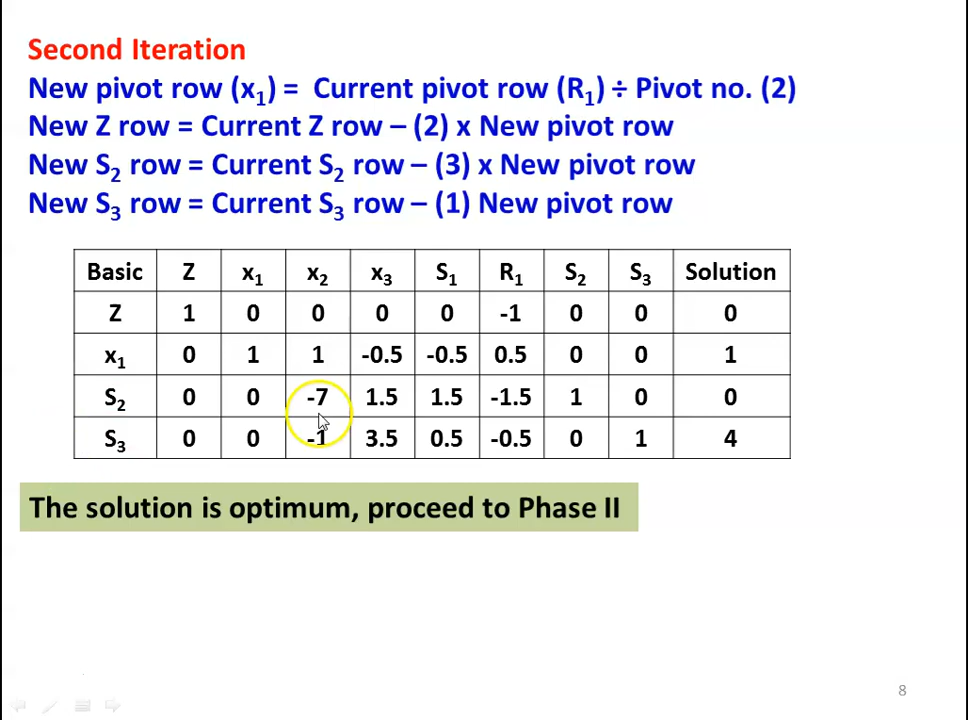 Second Iteration
New pivot row (x₁) = Current pivot row (R₁) ÷ Pivot no. (2)
New Z row = Current Z row – (2) x New pivot row
New S₂ row = Current S₂ row – (3) x New pivot row
New S₃ row = Current S₃ row – (1) New pivot row
Basic Z x₁ x₂ x₃ S₁ R₁ S₂ S₃ Solution
Z 1 0 0 0 0 -1 0 0 0
x₁ 0 1 1 -0.5 -0.5 0.5 0 0 1
S₂ 0 0 -7 1.5 1.5 -1.5 1 0 0
S₃ 0 0 -1 3.5 0.5 -0.5 0 1 4
The solution is optimum, proceed to Phase II
8